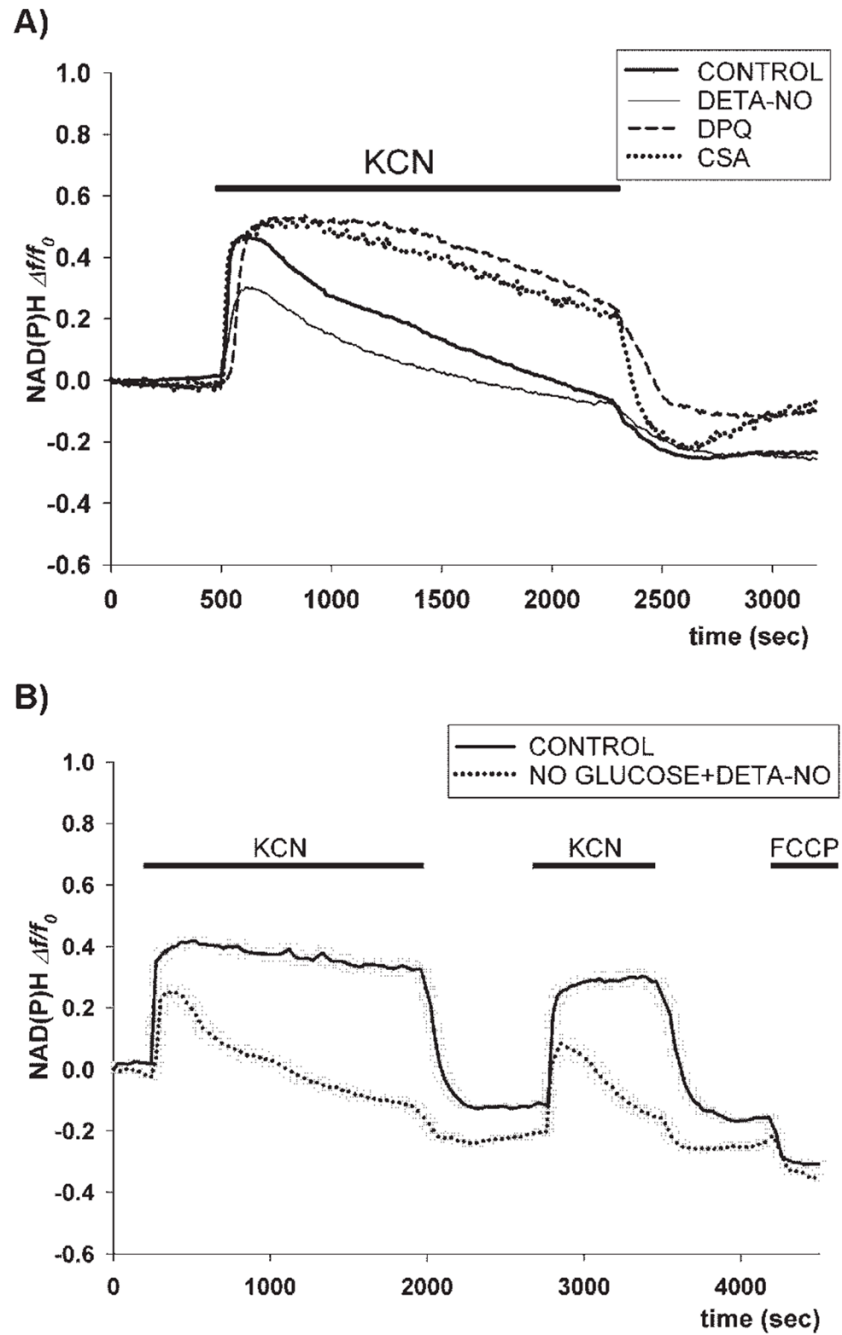 A)
CONTROL
DETA-NO
DPQ
CSA
KCN
NAD(P)H Δf/f0
1.0
0.8
0.6
0.4
0.2
0.0
-0.2
-0.4
-0.6
0 500 1000 1500 2000 2500 3000
time (sec)
B)
CONTROL
NO GLUCOSE+DETA-NO
KCN KCN FCCP
NAD(P)H Δf/f0
1.0
0.8
0.6
0.4
0.2
0.0
-0.2
-0.4
-0.6
0 1000 2000 3000 4000
time (sec)